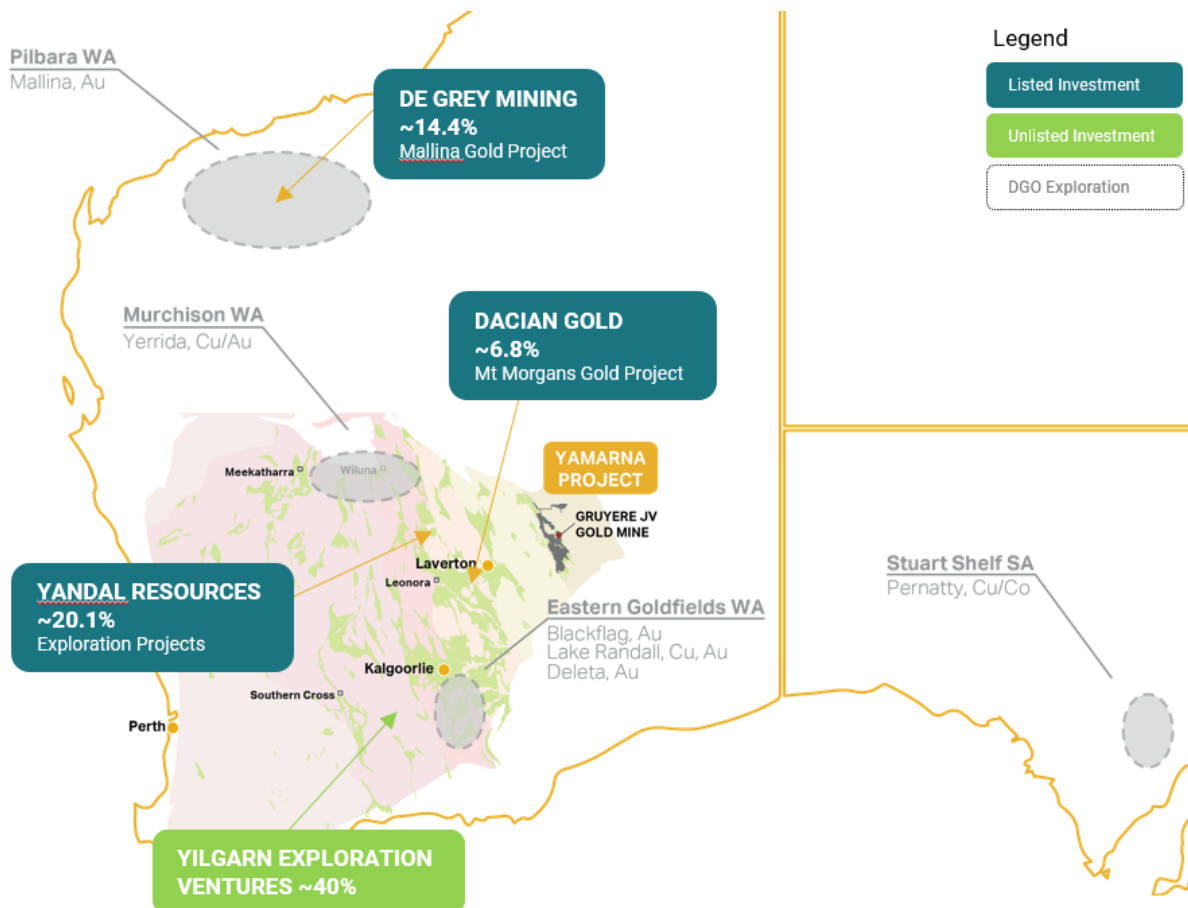 Pilbara WA
Mallina, Au
DE GREY MINING
~14.4%
Mallina Gold Project
Legend
Listed Investment
Unlisted Investment
DGO Exploration
Murchison WA
Yerrida, Cu/Au
DACIAN GOLD
~6.8%
Mt Morgans Gold Project
YAMARNA
PROJECT
Meekatharra
Wiluna
GRUYERE JV
GOLD MINE
Laverton
Leonora
YANDAL RESOURCES
~20.1%
Exploration Projects
Eastern Goldfields WA
Blackflag, Au
Lake Randall, Cu, Au
Deleta, Au
Stuart Shelf SA
Pernatty, Cu/Co
Kalgoorlie
Southern Cross
Perth
YILGARN EXPLORATION
VENTURES ~40%